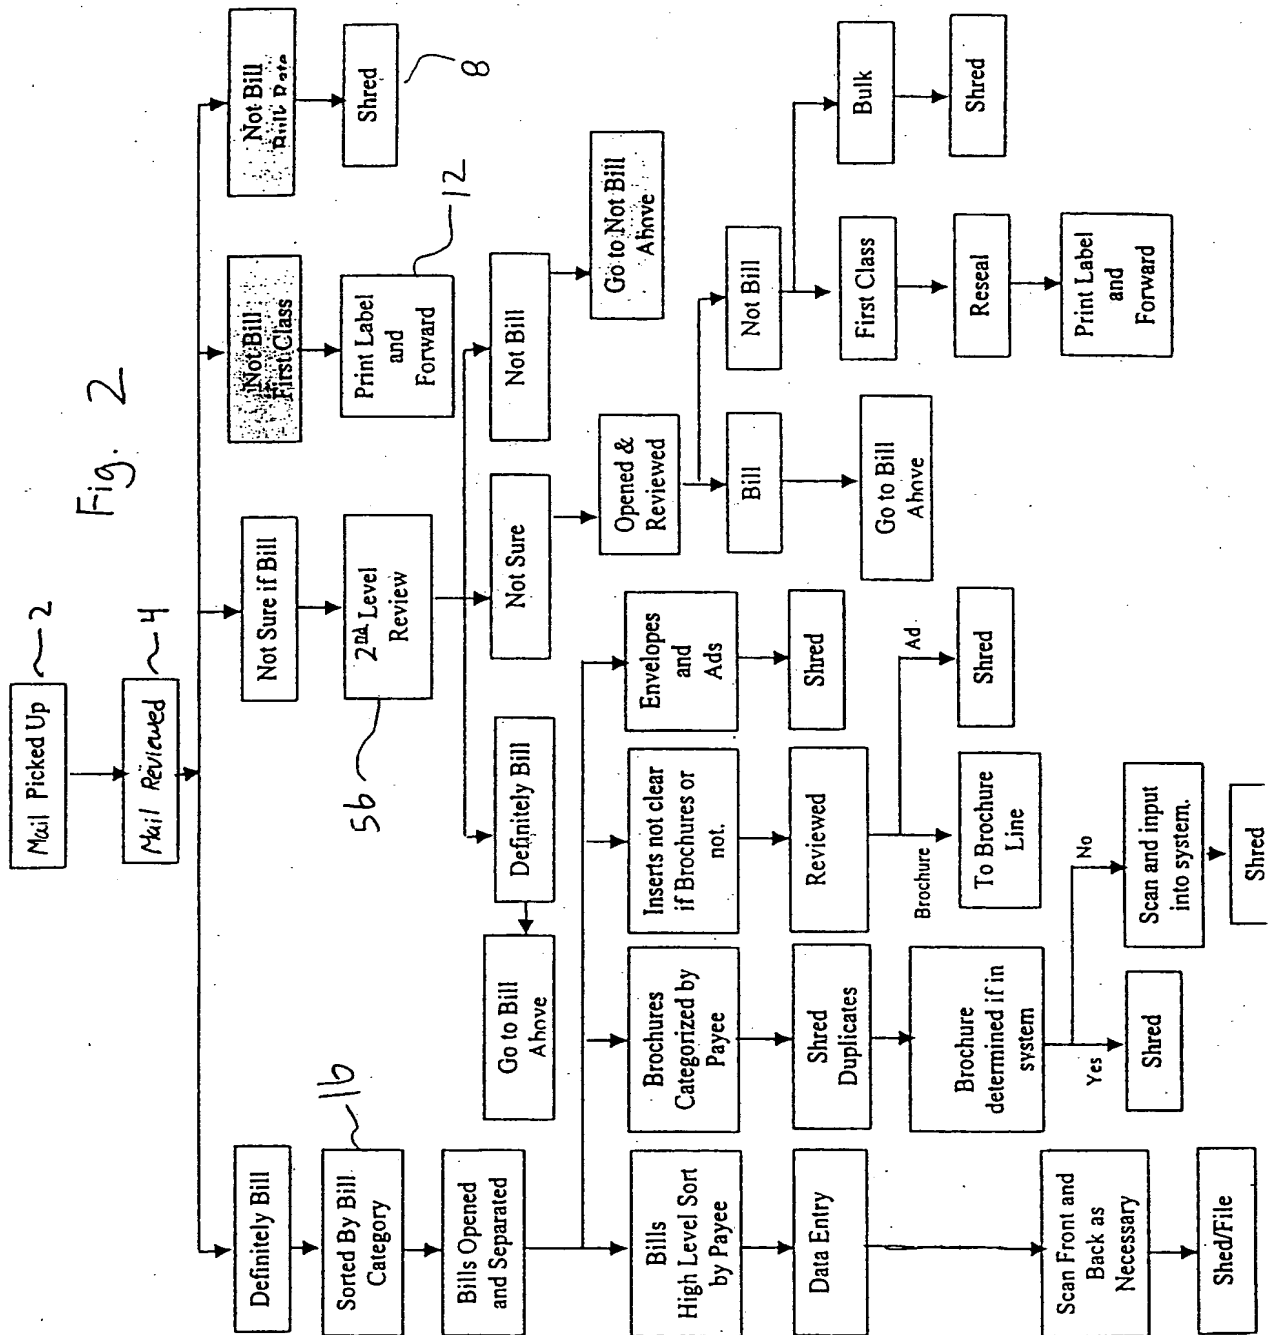 Fig. 2
Mail Picked Up
2
Mail Reviewed
4
Definitely Bill
Not Sure if Bill
Not Bill
First Class
Not Bill
Sorted By Bill
Category
16
2nd Level
Review
56
Print Label
and
Forward
12
Shred
8
Bills Opened
and Separated
Go to Bill
Above
Definitely Bill
Not Sure
Not Bill
Opened &
Reviewed
Go to Not Bill
Above
Bills
High Level Sort
by Payee
Brochures
Categorized by
Payee
Inserts not clear
if Brochures or
not.
Envelopes
and
Ads
Bill
Not Bill
Data Entry
Shred
Duplicates
Reviewed
Shred
Go to Bill
Above
First Class
Bulk
Brochure
determined if in
system
Brochure
Ad
To Brochure
Line
Shred
Reseal
Shred
Scan Front and
Back as
Necessary
Yes
No
Print Label
and
Forward
Shred
Scan and input
into system.
Shed/File
Shred